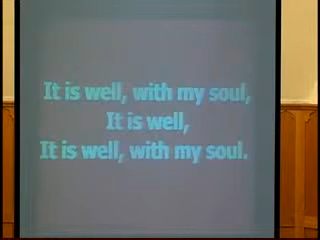 It is well, with my soul,
It is well,
It is well, with my soul.